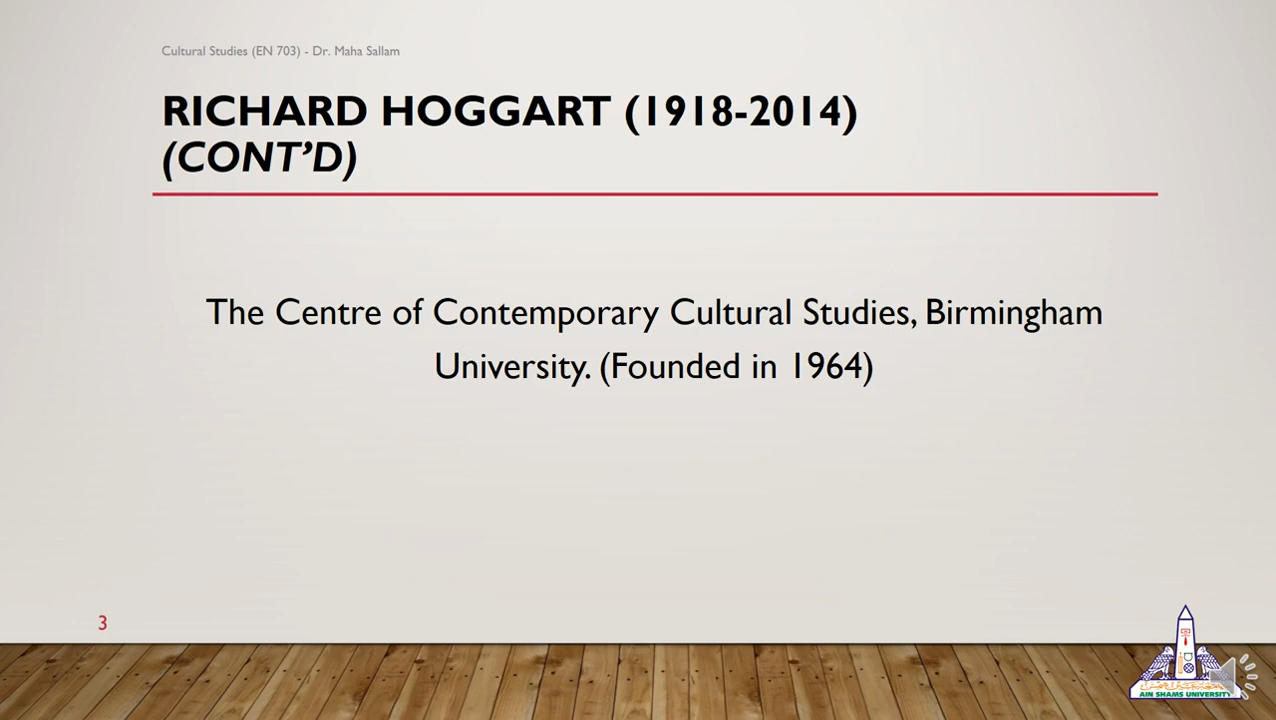 Cultural Studies (EN 703) - Dr. Maha Sallam
RICHARD HOGGART (1918-2014)
(CONT’D)
The Centre of Contemporary Cultural Studies, Birmingham
University. (Founded in 1964)
3
AIN SHAMS UNIVERSITY